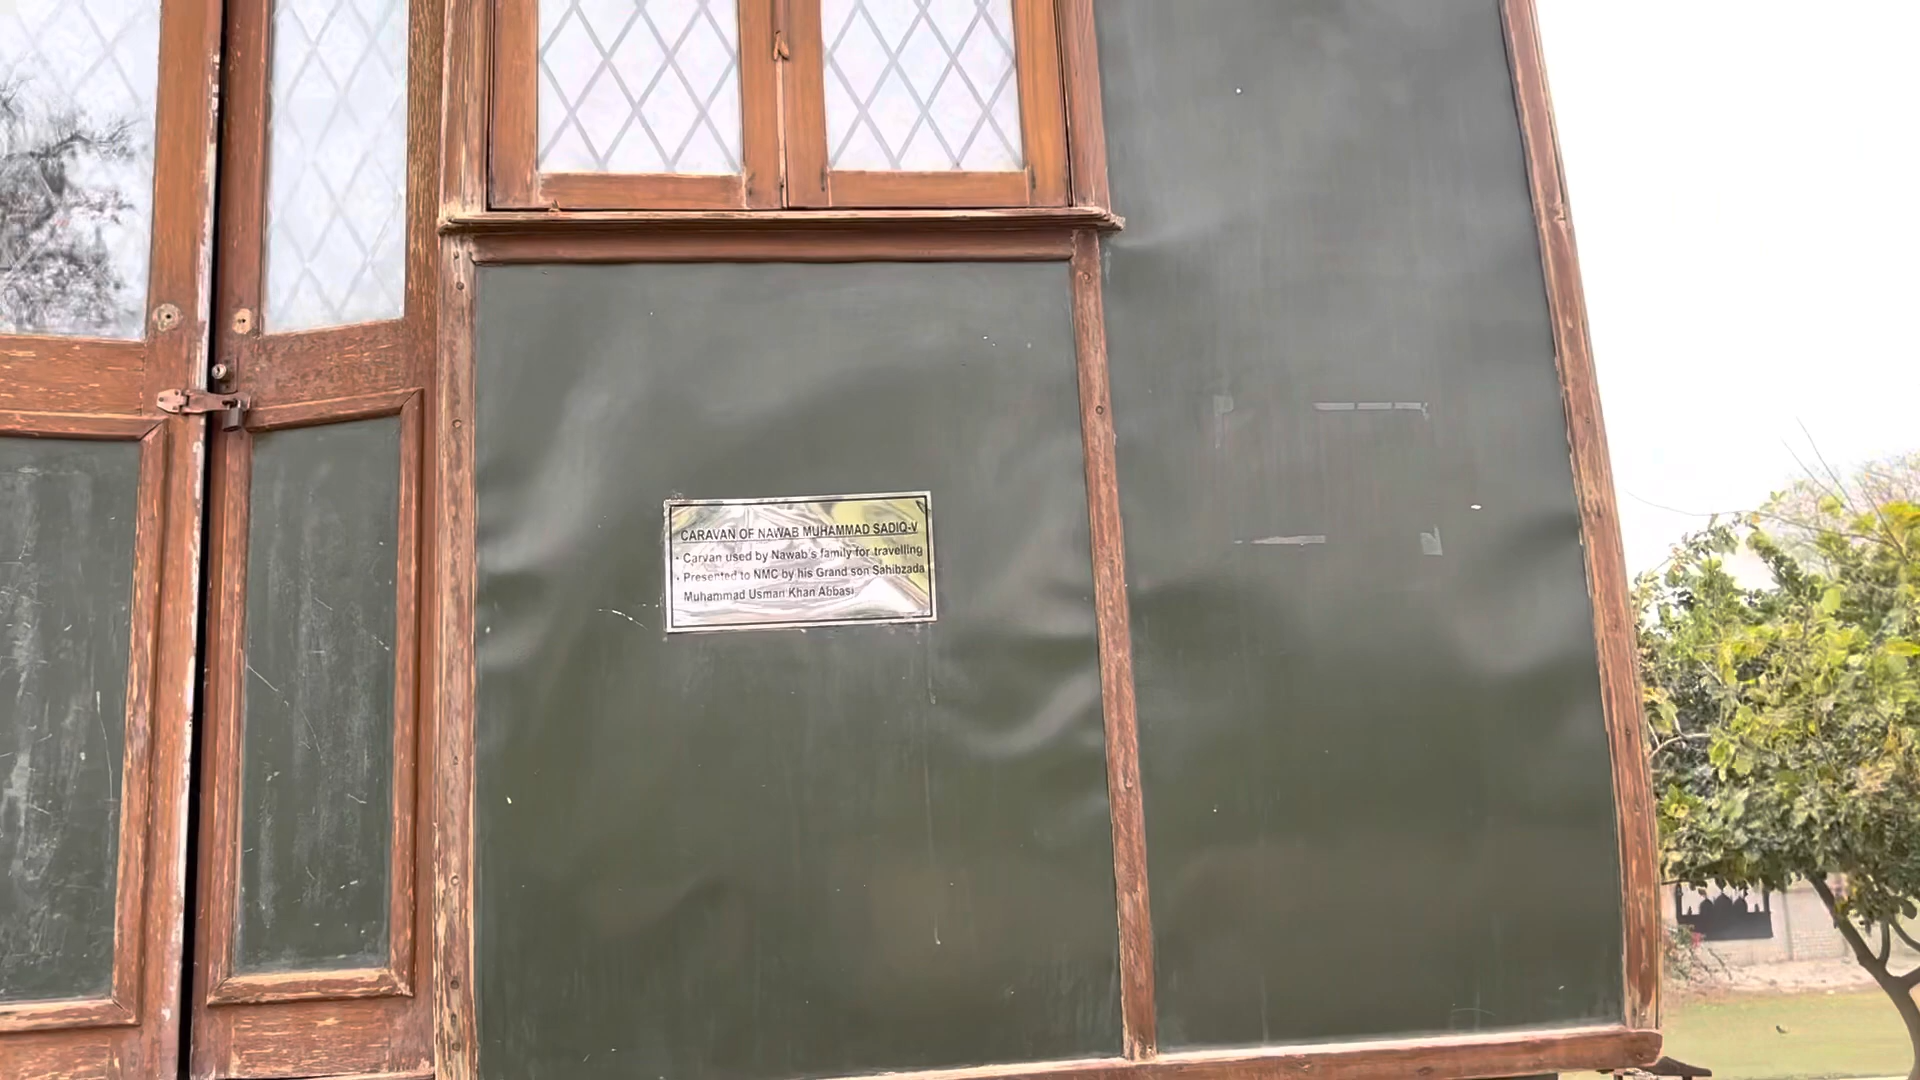 CARAVAN OF NAWAB MUHAMMAD SADIQ-V
· Carvan used by Nawab's family for travelling
· Presented to NMC by his Grand son Sahibzada
Muhammad Usman Khan Abbasi